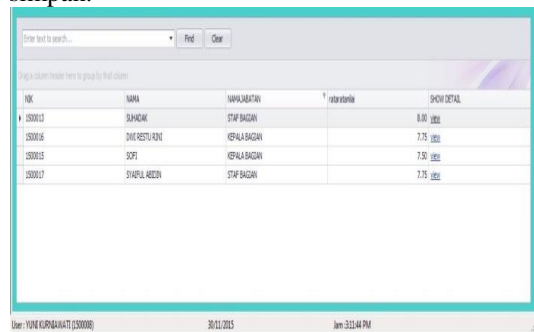 simpan.
Enter text to search...
Find
Clear
Drag a column header here to group by that column
NIK NAMA NAMAJABATAN rataratanilai SHOW DETAIL
1500013 SUHADAK STAF BAGIAN 8.00 view
1500016 DWI RESTU RINI KEPALA BAGIAN 7.75 view
1500015 SOFI KEPALA BAGIAN 7.50 view
1500017 SYAIFUL ABIDIN STAF BAGIAN 7.75 view
User : YUNI KURNIAWATI (1500008) 30/11/2015 Jam :3:11:44 PM